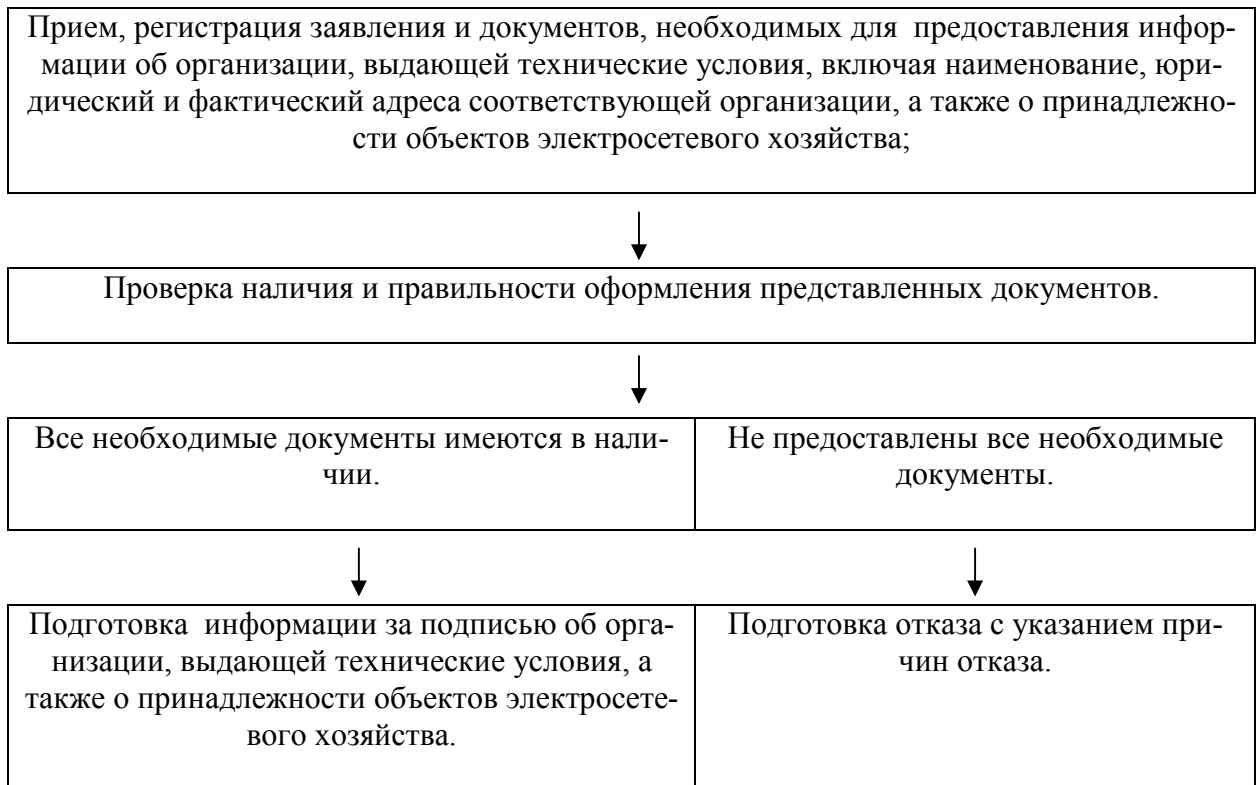 Прием, регистрация заявления и документов, необходимых для  предоставления инфор-
мации об организации, выдающей технические условия, включая наименование, юри-
дический и фактический адреса соответствующей организации, а также о принадлежно-
сти объектов электросетевого хозяйства;
Проверка наличия и правильности оформления представленных документов.
Все необходимые документы имеются в нали-
чии.
Не предоставлены все необходимые
документы.
Подготовка  информации за подписью об орга-
низации, выдающей технические условия, а
также о принадлежности объектов электросете-
вого хозяйства.
Подготовка отказа с указанием при-
чин отказа.